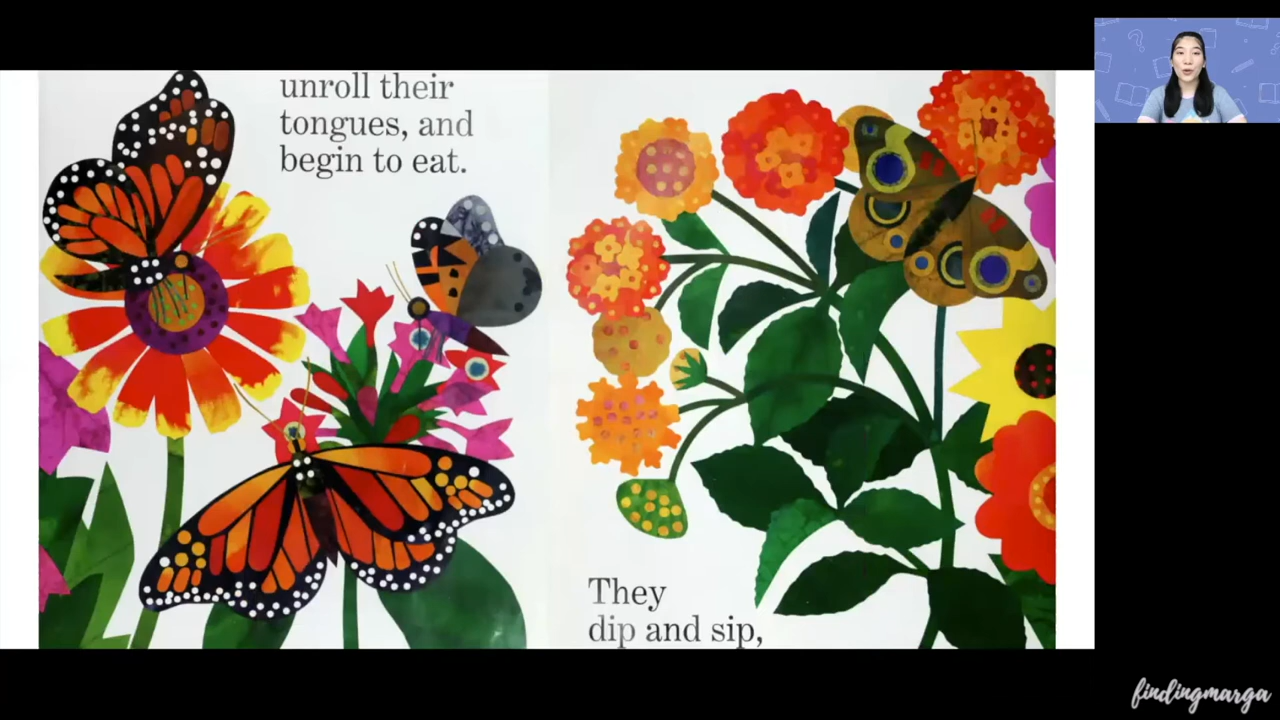 unroll their
tongues, and
begin to eat.
They
dip and sip,
findingmarga